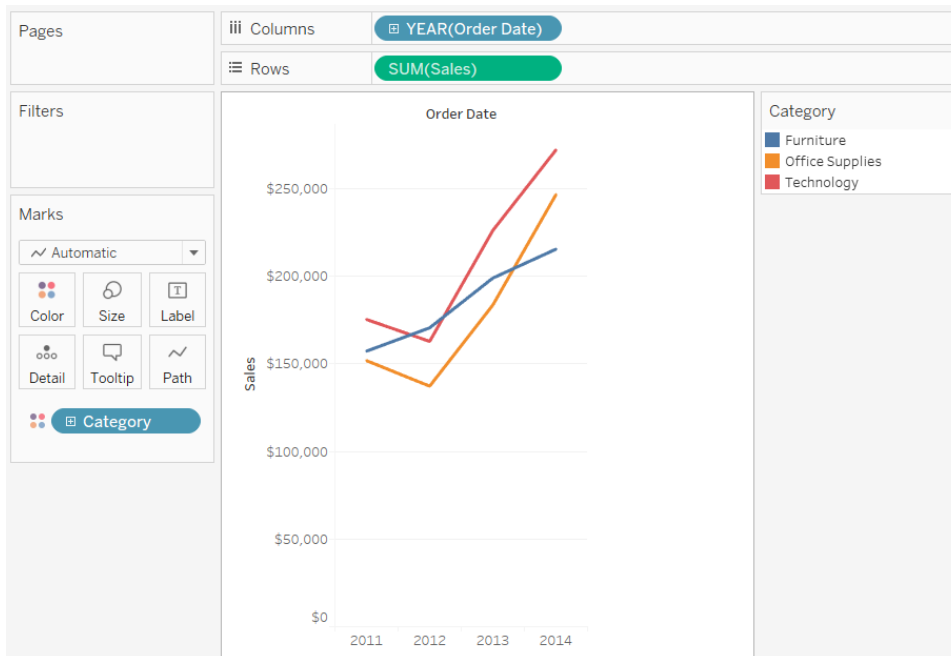 Pages
Columns
YEAR(Order Date)
Rows
SUM(Sales)
Filters
Marks
Automatic
Color
Size
Label
Detail
Tooltip
Path
Category
Order Date
Sales
$250,000
$200,000
$150,000
$100,000
$50,000
$0
2011 2012 2013 2014
Category
Furniture
Office Supplies
Technology